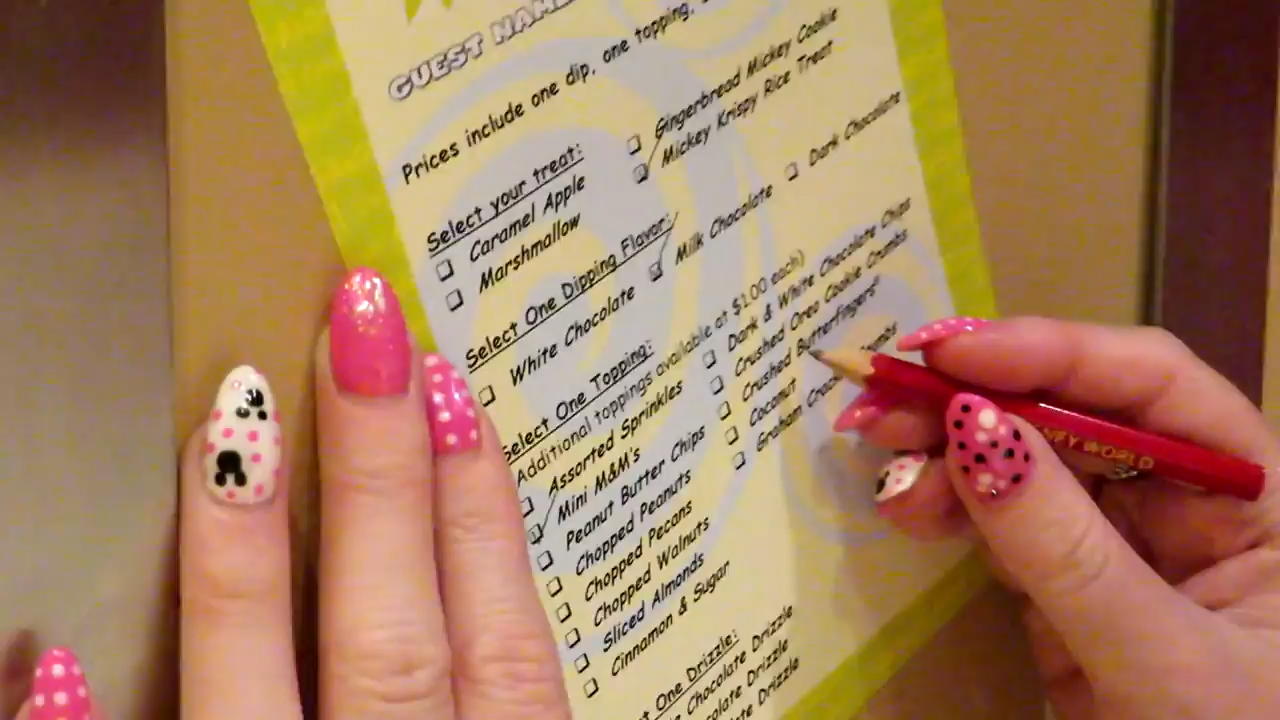 GUEST NAME
Prices include one dip, one topping,
Select your treat:
Caramel Apple
Marshmallow
Gingerbread Mickey Cookie
Mickey Krispy Rice Treat
Select One Dipping Flavor:
White Chocolate
Milk Chocolate
Dark Chocolate
Select One Topping:
Additional toppings available at $1.00 each)
Assorted Sprinkles
Mini M&M's
Peanut Butter Chips
Chopped Peanuts
Chopped Pecans
Chopped Walnuts
Sliced Almonds
Cinnamon & Sugar
Dark & White Chocolate Chips
Crushed Oreo Cookie Crumbs
Crushed Butterfingers®
Coconut
Graham
One Drizzle:
Chocolate Drizzle
Drizzle
Drizzle
WORLD